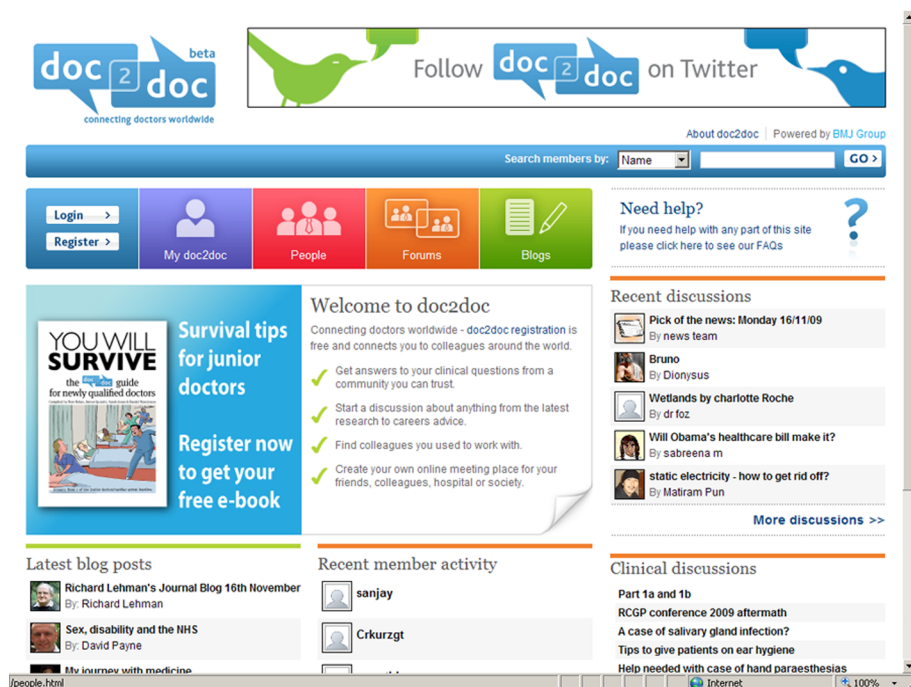 doc 2 doc
beta
connecting doctors worldwide
Follow doc 2 doc on Twitter
About doc2doc | Powered by BMJ Group
Search members by: Name GO >
Login >
Register >
My doc2doc
People
Forums
Blogs
Need help?
If you need help with any part of this site
please click here to see our FAQs
YOU WILL
SURVIVE
the doc2doc guide
for newly qualified doctors
Survival tips
for junior
doctors
Register now
to get your
free e-book
Welcome to doc2doc
Connecting doctors worldwide - doc2doc registration is
free and connects you to colleagues around the world.
Get answers to your clinical questions from a
community you can trust.
Start a discussion about anything from the latest
research to careers advice.
Find colleagues you used to work with.
Create your own online meeting place for your
friends, colleagues, hospital or society.
Recent discussions
Pick of the news: Monday 16/11/09
By news team
Bruno
By Dionysus
Wetlands by charlotte Roche
By dr foz
Will Obama's healthcare bill make it?
By sabreena m
static electricity - how to get rid off?
By Matiram Pun
More discussions >>
Latest blog posts
Richard Lehman's Journal Blog 16th November
By: Richard Lehman
Sex, disability and the NHS
By: David Payne
My journey with medicine
Recent member activity
sanjay
Crkurzgt
Clinical discussions
Part 1a and 1b
RCGP conference 2009 aftermath
A case of salivary gland infection?
Tips to give patients on ear hygiene
Help needed with case of hand paraesthesias
/people.html
Internet
100%